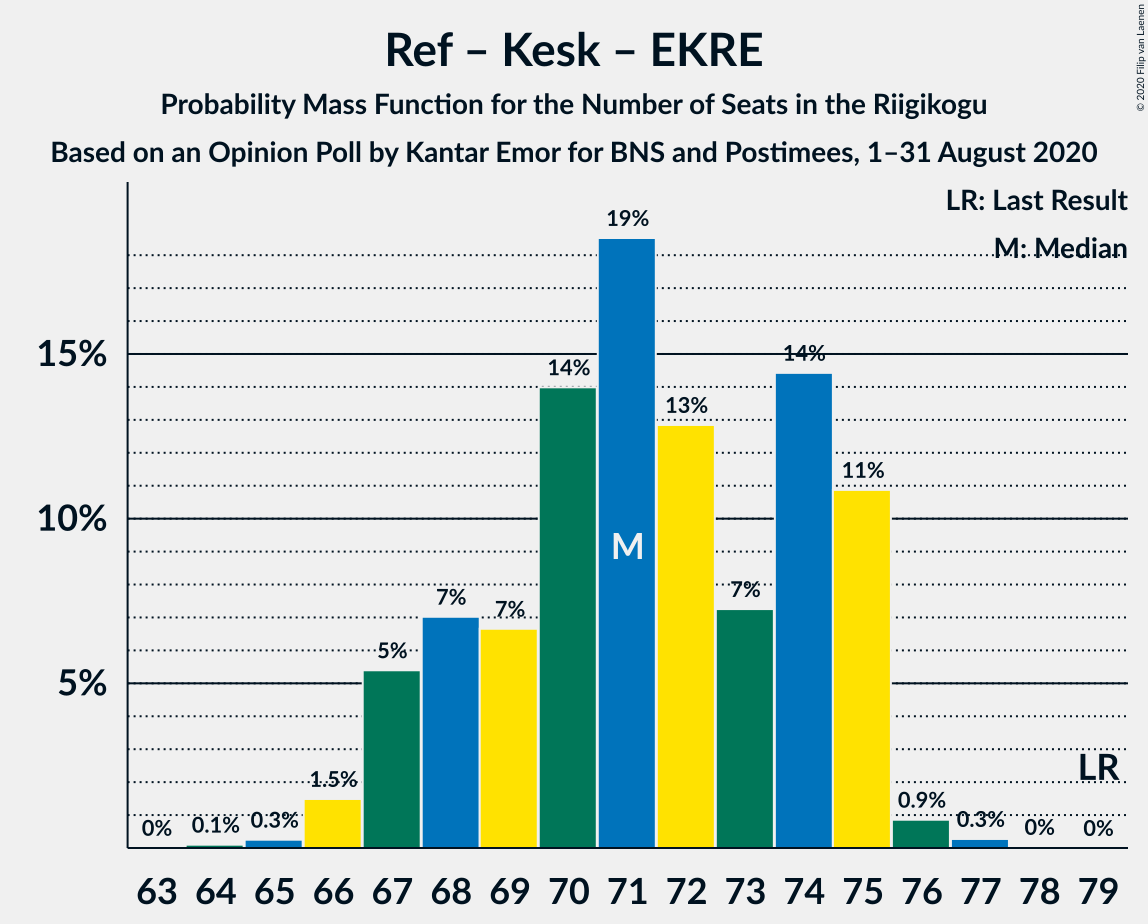 Ref – Kesk – EKRE
Probability Mass Function for the Number of Seats in the Riigikogu
Based on an Opinion Poll by Kantar Emor for BNS and Postimees, 1–31 August 2020
© 2020 Filip van Laenen
LR: Last Result
M: Median
15%
10%
5%
0%
0.1%
0.3%
1.5%
5%
7%
7%
14%
19%
13%
7%
14%
11%
0.9%
0.3%
0%
0%
M
LR
63 64 65 66 67 68 69 70 71 72 73 74 75 76 77 78 79